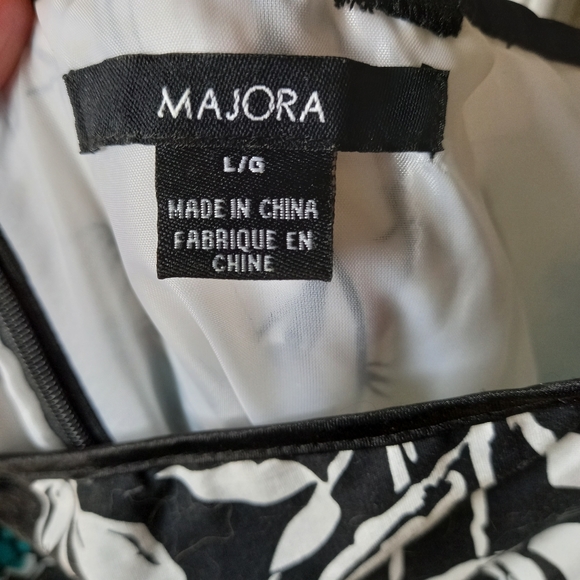 MAJORA
L/G
MADE IN CHINA
FABRIQUE EN
CHINE